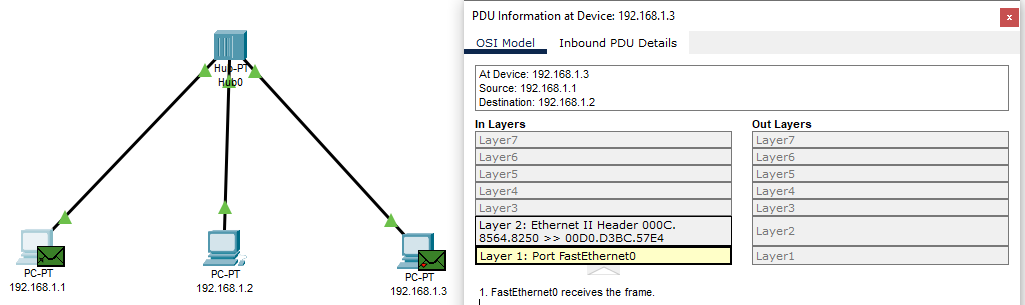 Hub-PT
Hub0
PC-PT
192.168.1.1
PC-PT
192.168.1.2
PC-PT
192.168.1.3
PDU Information at Device: 192.168.1.3
x
OSI Model
Inbound PDU Details
At Device: 192.168.1.3
Source: 192.168.1.1
Destination: 192.168.1.2
In Layers
Layer7
Layer6
Layer5
Layer4
Layer3
Layer 2: Ethernet II Header 000C.
8564.8250 >> 00D0.D3BC.57E4
Layer 1: Port FastEthernet0
Out Layers
Layer7
Layer6
Layer5
Layer4
Layer3
Layer2
Layer1
1. FastEthernet0 receives the frame.